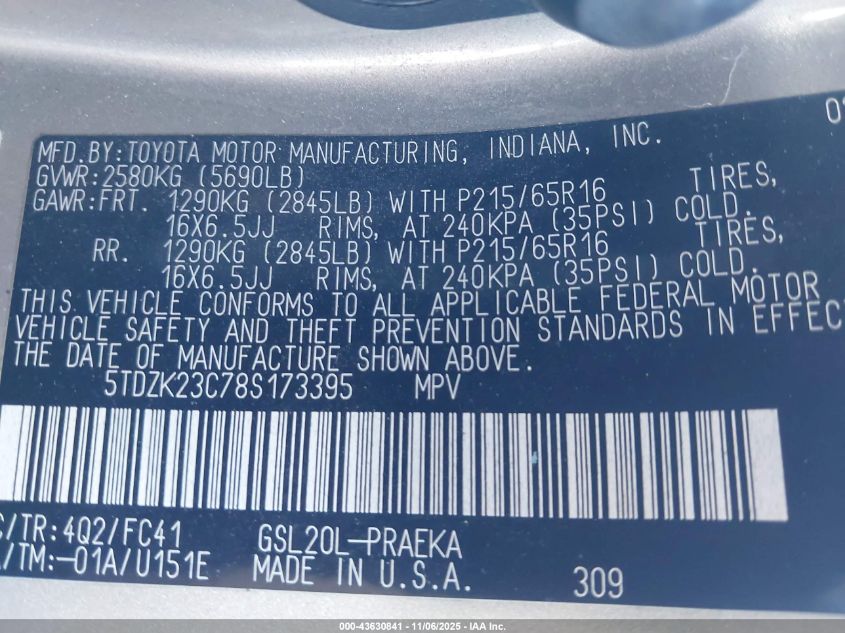 01
MFD.BY:TOYOTA MOTOR MANUFACTURING, INDIANA, INC.
GVWR:2580KG (5690LB)
GAWR:FRT. 1290KG (2845LB) WITH P215/65R16 TIRES,
16X6.5JJ RIMS, AT 240KPA (35PSI) COLD.
RR. 1290KG (2845LB) WITH P215/65R16 TIRES,
16X6.5JJ RIMS, AT 240KPA (35PSI) COLD.
THIS VEHICLE CONFORMS TO ALL APPLICABLE FEDERAL MOTOR
VEHICLE SAFETY AND THEFT PREVENTION STANDARDS IN EFFEC
THE DATE OF MANUFACTURE SHOWN ABOVE.
5TDZK23C78S173395 MPV
C/TR:4Q2/FC41 GSL20L-PRAEKA
/TM:-01A/U151E MADE IN U.S.A. 309
000-43630841 - 11/06/2025 - IAA Inc.